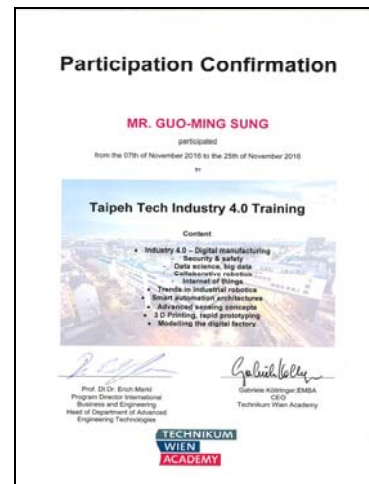 Participation Confirmation
MR. GUO-MING SUNG
participated
from the 07th of November 2016 to the 25th of November 2016
in
Taipeh Tech Industry 4.0 Training
Content
• Industry 4.0 – Digital manufacturing
- Security & safety
- Data science, big data
- Collaborative robotics
- Internet of things
• Trends in industrial robotics
• Smart automation architectures
• Advanced sensing concepts
• 3 D Printing, rapid prototyping
• Modelling the digital factory
Prof. DI Dr. Erich Markl
Program Director International
Business and Engineering
Head of Department of Advanced
Engineering Technologies
Gabriele Költringer, EMBA
CEO
Technikum Wien Academy
TECHNIKUM
WIEN
ACADEMY